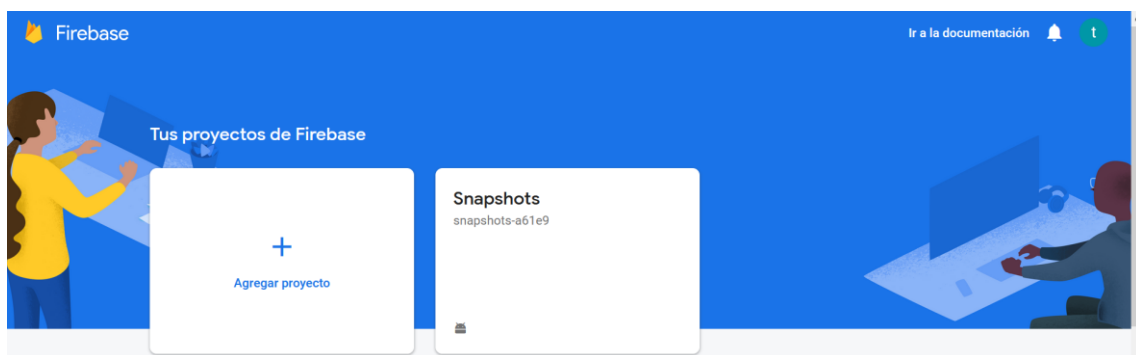 Firebase
Ir a la documentación
t
Tus proyectos de Firebase
Snapshots
snapshots-a61e9
Agregar proyecto